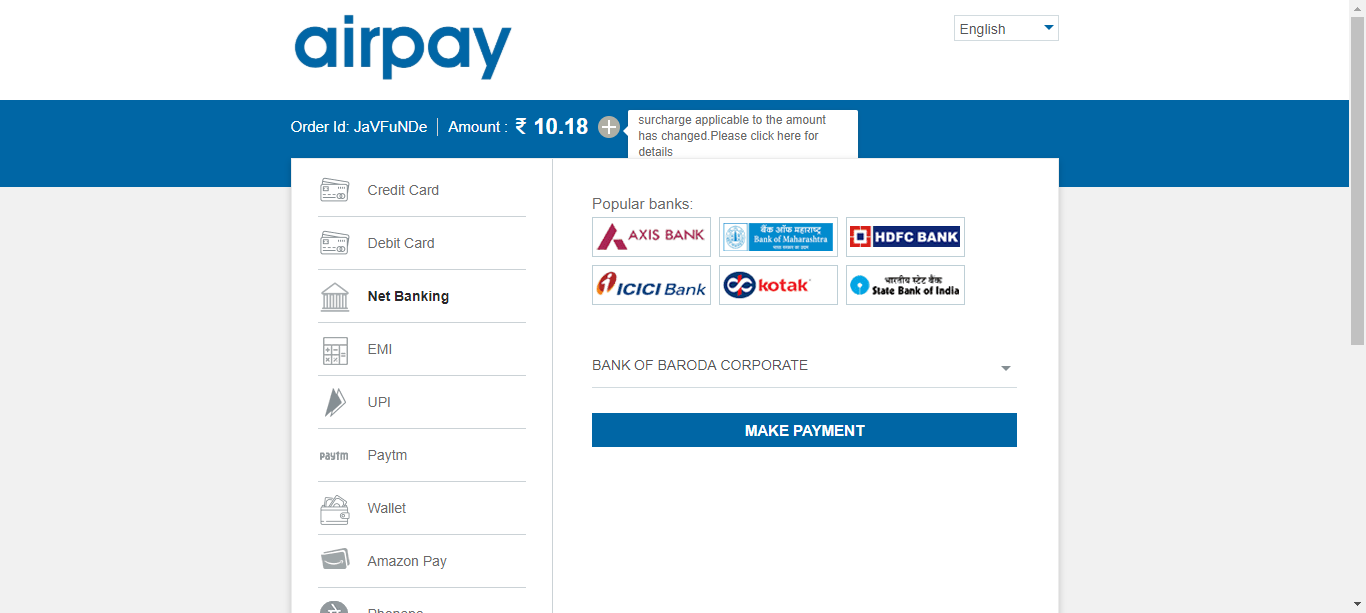 airpay
English
Order Id: JaVFuNDe
Amount : ₹ 10.18
surcharge applicable to the amount
has changed.Please click here for
details
Credit Card
Debit Card
Net Banking
EMI
UPI
paytm Paytm
Wallet
Amazon Pay
Popular banks:
AXIS BANK
बैंक ऑफ महाराष्ट्र
Bank of Maharashtra
HDFC BANK
ICICI Bank
kotak
भारतीय स्टेट बैंक
State Bank of India
BANK OF BARODA CORPORATE
MAKE PAYMENT